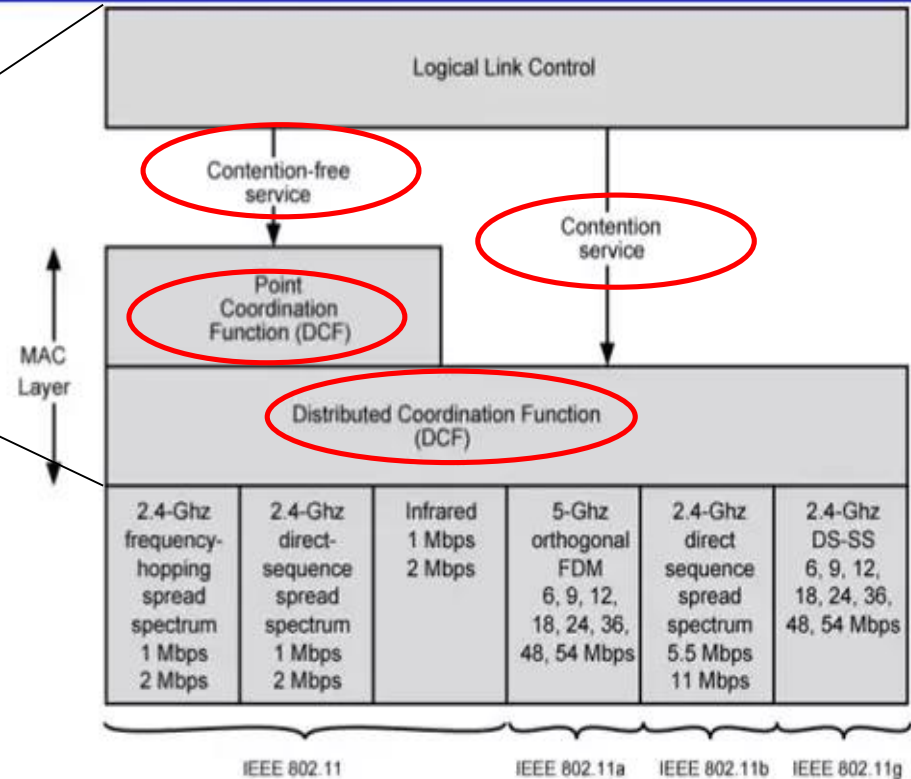 Logical Link Control
Contention-free
service
Contention
service
Point
Coordination
Function (DCF)
MAC
Layer
Distributed Coordination Function
(DCF)
2.4-Ghz
frequency-
hopping
spread
spectrum
1 Mbps
2 Mbps
2.4-Ghz
direct-
sequence
spread
spectrum
1 Mbps
2 Mbps
Infrared
1 Mbps
2 Mbps
5-Ghz
orthogonal
FDM
6, 9, 12,
18, 24, 36,
48, 54 Mbps
2.4-Ghz
direct
sequence
spread
spectrum
5.5 Mbps
11 Mbps
2.4-Ghz
DS-SS
6, 9, 12,
18, 24, 36,
48, 54 Mbps
IEEE 802.11
IEEE 802.11a
IEEE 802.11b
IEEE 802.11g